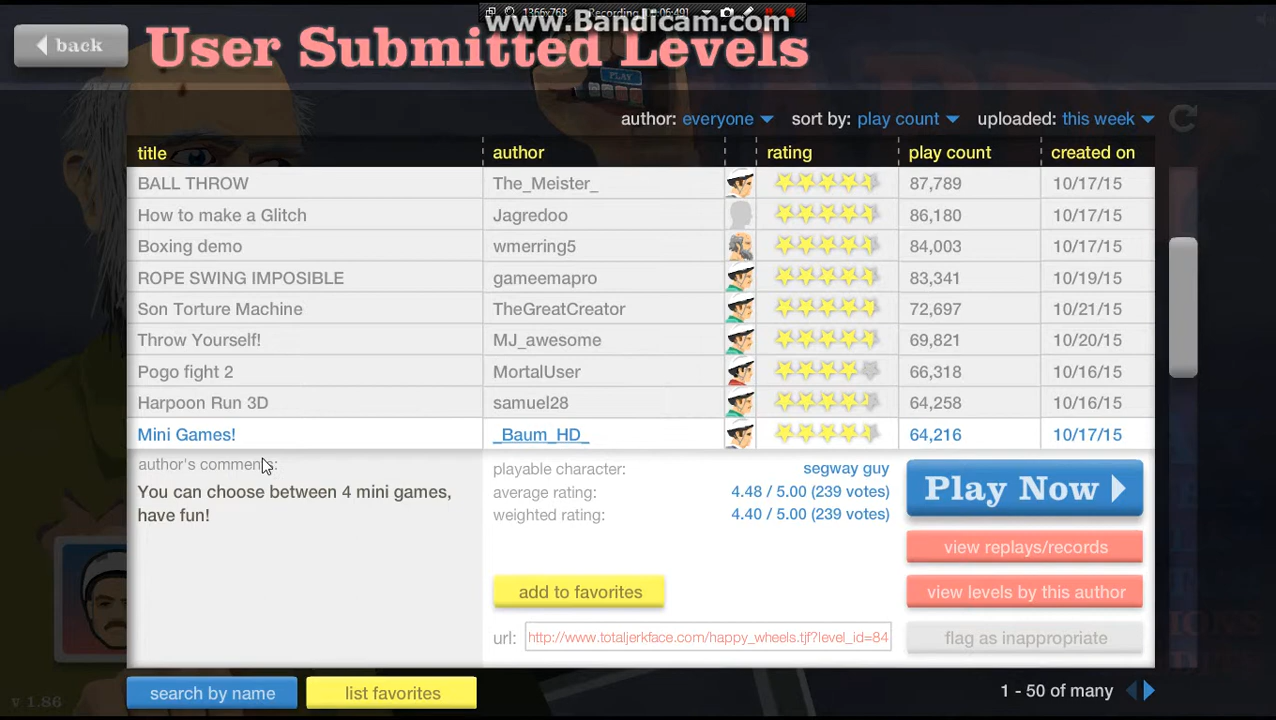 1366x768 Recording [00:06:49]
www.Bandicam.com
back
User Submitted Levels
PLAY
author: everyone sort by: play count uploaded: this week
title author rating play count created on
BALL THROW The_Meister_ 87,789 10/17/15
How to make a Glitch Jagredoo 86,180 10/17/15
Boxing demo wmerring5 84,003 10/17/15
ROPE SWING IMPOSIBLE gameemapro 83,341 10/19/15
Son Torture Machine TheGreatCreator 72,697 10/21/15
Throw Yourself! MJ_awesome 69,821 10/20/15
Pogo fight 2 MortalUser 66,318 10/16/15
Harpoon Run 3D samuel28 64,258 10/16/15
Mini Games! _Baum_HD_ 64,216 10/17/15
author's comments:
You can choose between 4 mini games,
have fun!
playable character: segway guy
average rating: 4.48 / 5.00 (239 votes)
weighted rating: 4.40 / 5.00 (239 votes)
Play Now
view replays/records
add to favorites
view levels by this author
url: http://www.totaljerkface.com/happy_wheels.tjf?level_id=84
flag as inappropriate
search by name
list favorites
1 - 50 of many
v 1.86